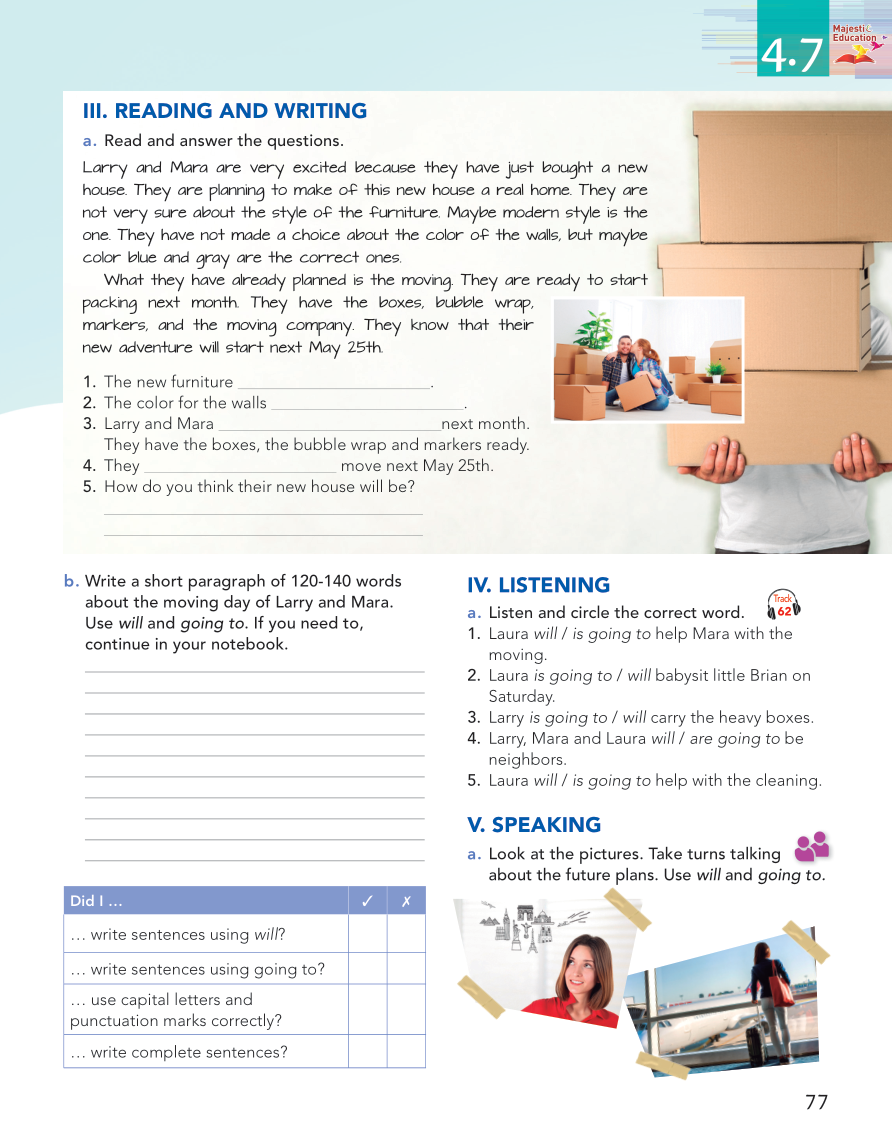 4.7
Majestic
Education
III. READING AND WRITING
a. Read and answer the questions.
Larry and Mara are very excited because they have just bought a new
house. They are planning to make of this new house a real home. They are
not very sure about the style of the furniture. Maybe modern style is the
one. They have not made a choice about the color of the walls, but maybe
color blue and gray are the correct ones.
What they have already planned is the moving. They are ready to start
packing next month. They have the boxes, bubble wrap,
markers, and the moving company. They know that their
new adventure will start next May 25th.
1. The new furniture ______________________.
2. The color for the walls ______________________.
3. Larry and Mara ______________________next month.
They have the boxes, the bubble wrap and markers ready.
4. They ______________________ move next May 25th.
5. How do you think their new house will be?
b. Write a short paragraph of 120-140 words
about the moving day of Larry and Mara.
Use will and going to. If you need to,
continue in your notebook.
Did I ... ✓ ✗
... write sentences using will?
... write sentences using going to?
... use capital letters and
punctuation marks correctly?
... write complete sentences?
IV. LISTENING
a. Listen and circle the correct word.
Track
62
1. Laura will / is going to help Mara with the
moving.
2. Laura is going to / will babysit little Brian on
Saturday.
3. Larry is going to / will carry the heavy boxes.
4. Larry, Mara and Laura will / are going to be
neighbors.
5. Laura will / is going to help with the cleaning.
V. SPEAKING
a. Look at the pictures. Take turns talking
about the future plans. Use will and going to.
77